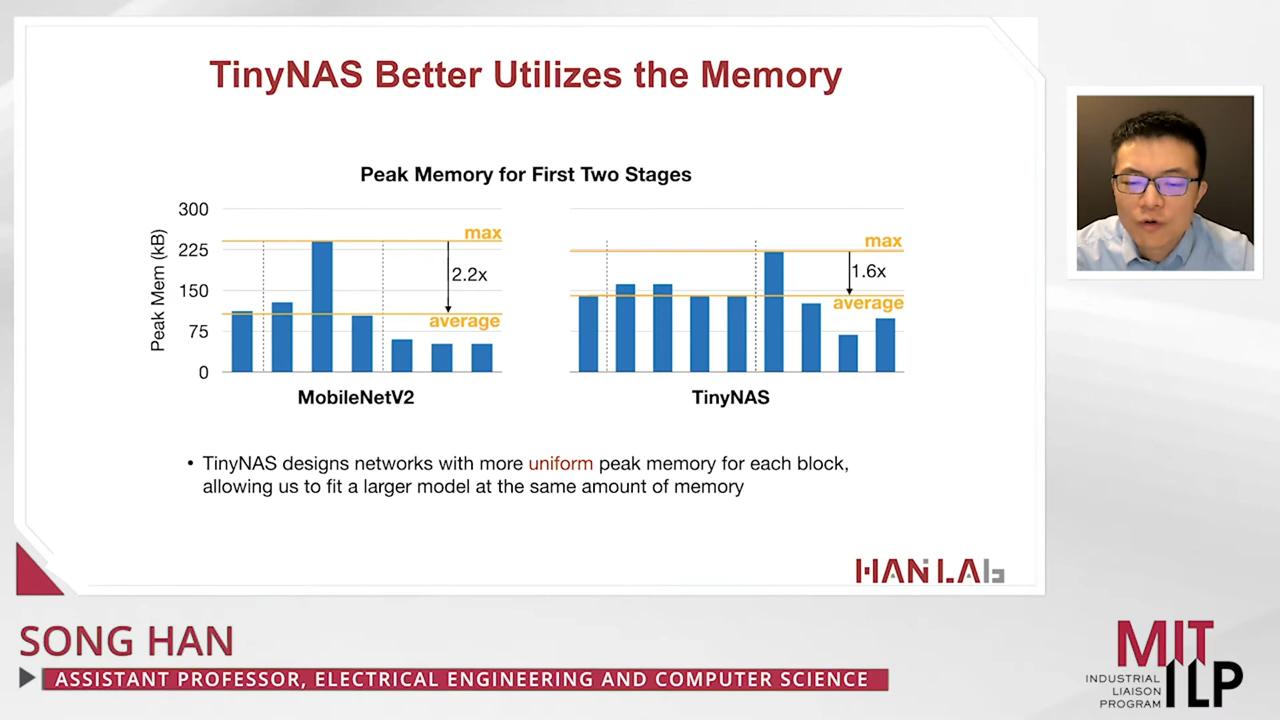 TinyNAS Better Utilizes the Memory
Peak Memory for First Two Stages
Peak Mem (kB)
300
225
150
75
0
max
2.2x
average
MobileNetV2
max
1.6x
average
TinyNAS
• TinyNAS designs networks with more uniform peak memory for each block,
allowing us to fit a larger model at the same amount of memory
HAN LAb
SONG HAN
ASSISTANT PROFESSOR, ELECTRICAL ENGINEERING AND COMPUTER SCIENCE
MIT
INDUSTRIAL
LIAISON
PROGRAM
ILP